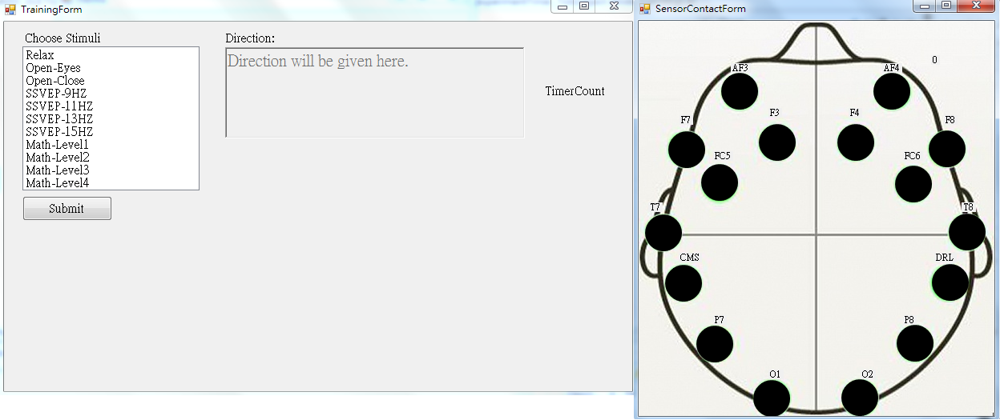 TrainingForm
Choose Stimuli
Relax
Open-Eyes
Open-Close
SSVEP-9HZ
SSVEP-11HZ
SSVEP-13HZ
SSVEP-15HZ
Math-Level1
Math-Level2
Math-Level3
Math-Level4
Submit
Direction:
Direction will be given here.
TimerCount
SensorContactForm
0
AF3 AF4
F3 F4
F7 F8
FC5 FC6
T7 T8
CMS DRL
P7 P8
O1 O2